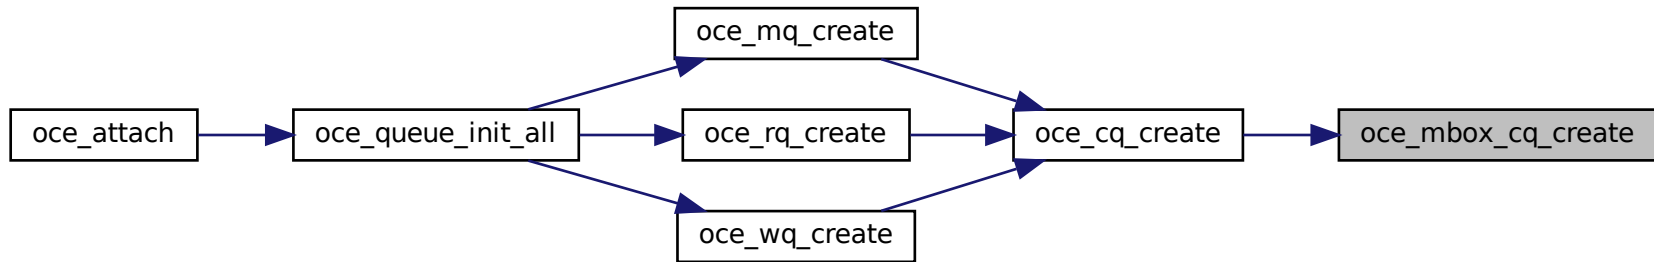 oce_mq_create
oce_attach
oce_queue_init_all
oce_rq_create
oce_cq_create
oce_mbox_cq_create
oce_wq_create